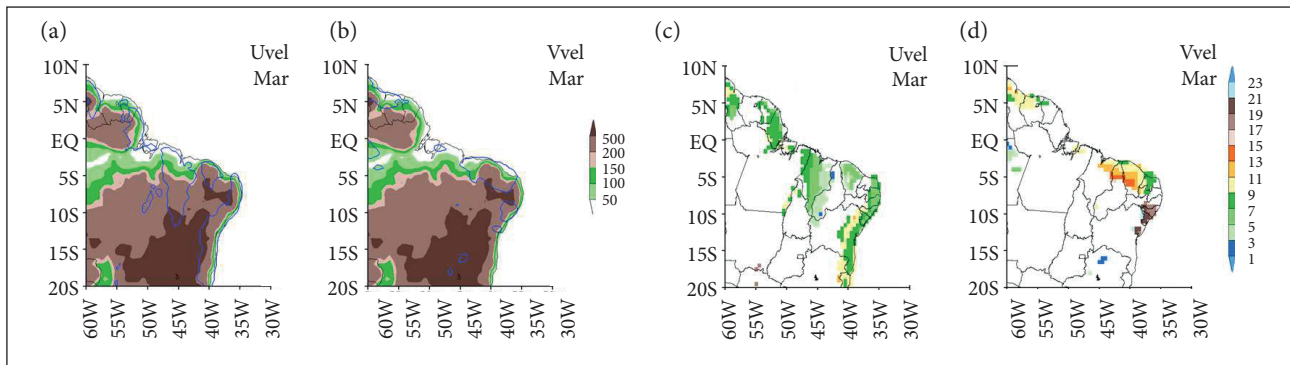 (a)
Uvel
Mar
10N
5N
EQ
5S
10S
15S
20S
60W
55W
50W
45W
40W
35W
30W
(b)
Vvel
Mar
10N
5N
EQ
5S
10S
15S
20S
60W
55W
50W
45W
40W
35W
30W
500
200
150
100
50
(c)
Uvel
Mar
10N
5N
EQ
5S
10S
15S
20S
60W
55W
50W
45W
40W
35W
30W
(d)
Vvel
Mar
10N
5N
EQ
5S
10S
15S
20S
60W
55W
50W
45W
40W
35W
30W
23
21
19
17
15
13
11
9
7
5
3
1